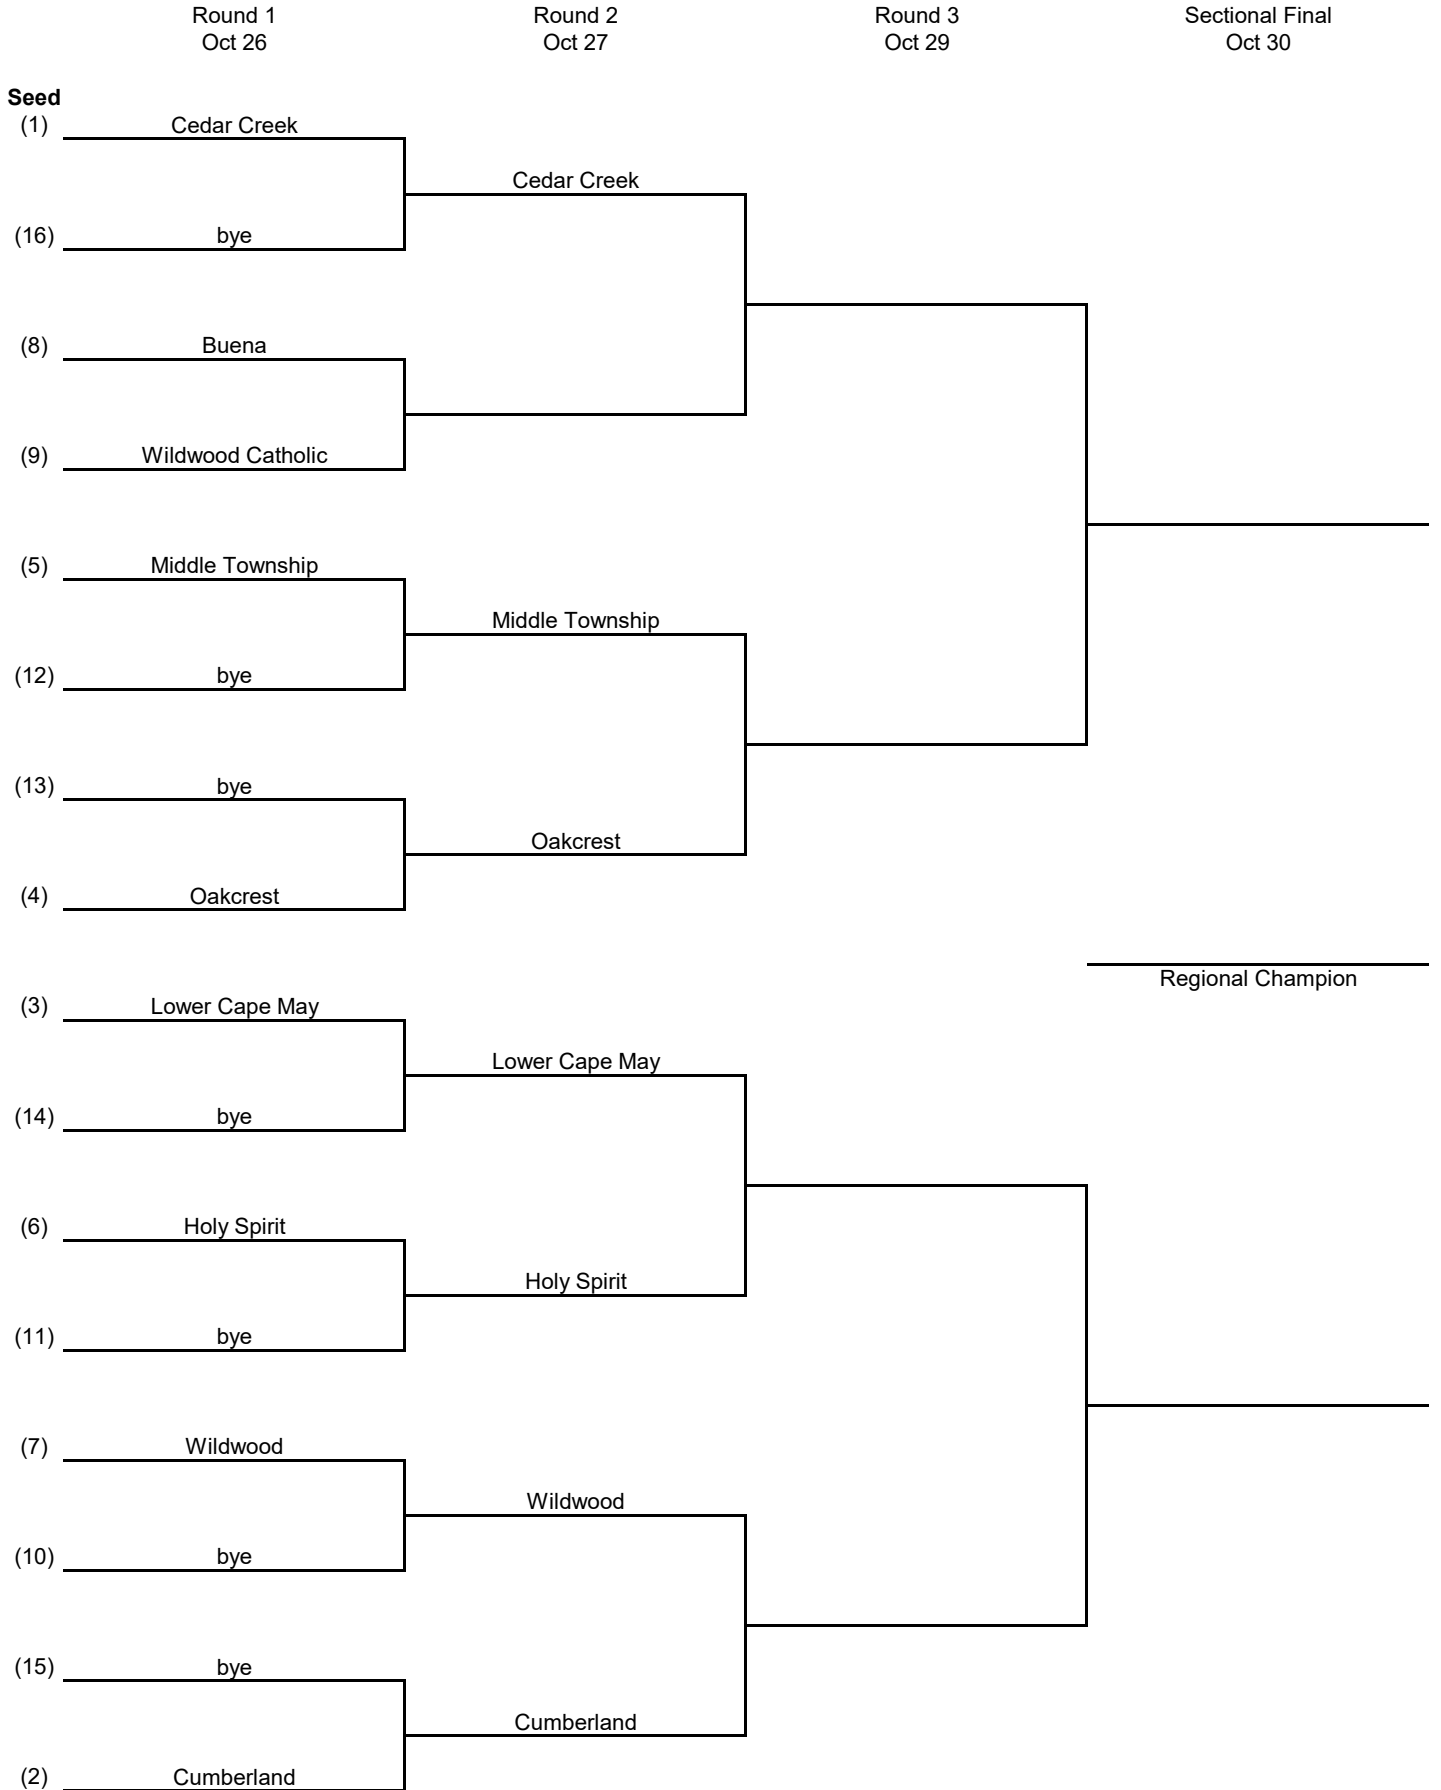 Round 1 Round 2 Round 3 Sectional Final
Oct 26 Oct 27 Oct 29 Oct 30
Seed
(1) Cedar Creek
Cedar Creek
(16) bye
(8) Buena
(9) Wildwood Catholic
(5) Middle Township
Middle Township
(12) bye
(13) bye
Oakcrest
(4) Oakcrest
Regional Champion
(3) Lower Cape May
Lower Cape May
(14) bye
(6) Holy Spirit
Holy Spirit
(11) bye
(7) Wildwood
Wildwood
(10) bye
(15) bye
Cumberland
(2) Cumberland